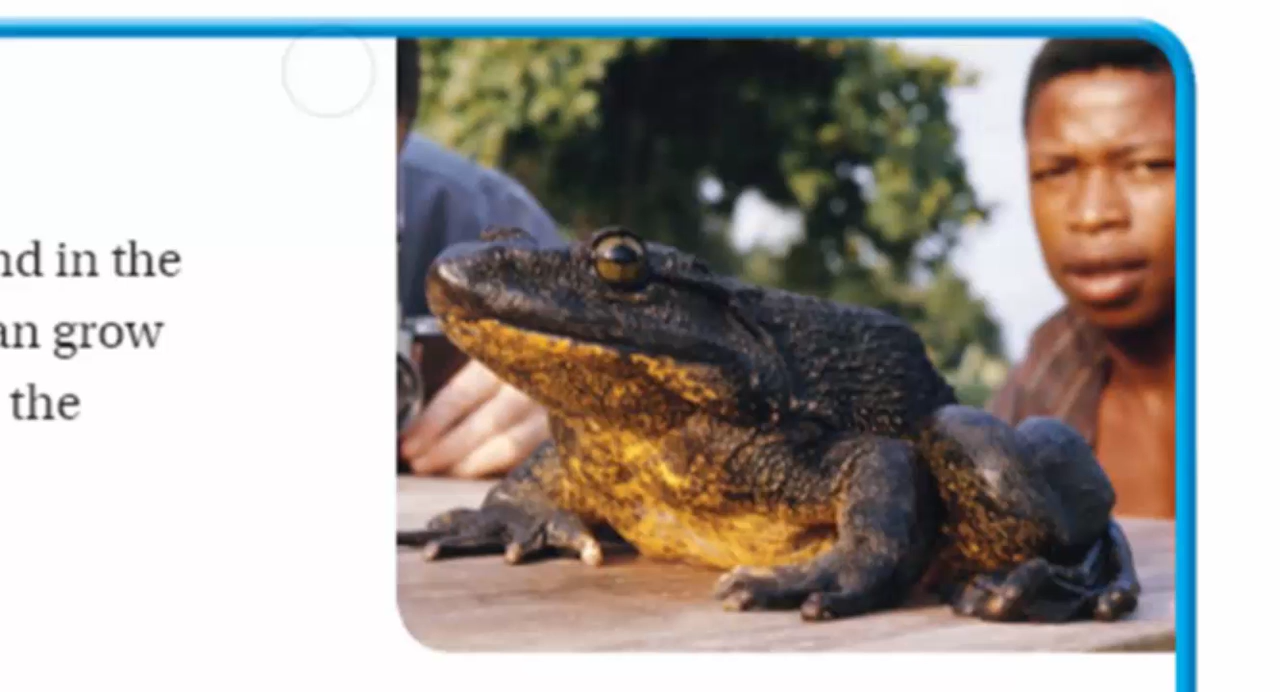 nd in the
an grow
the